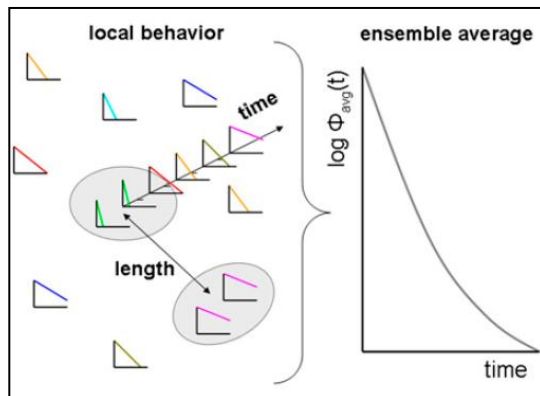 local behavior
time
length
ensemble average
log Φavg(t)
time